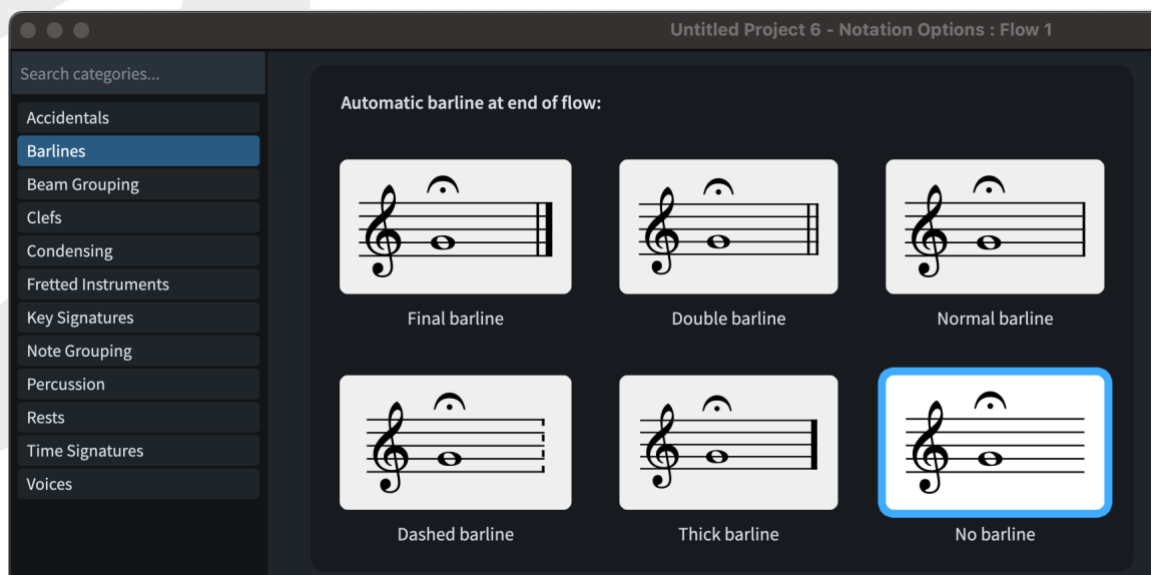 Untitled Project 6 - Notation Options : Flow 1
Search categories...
Accidentals
Barlines
Beam Grouping
Clefs
Condensing
Fretted Instruments
Key Signatures
Note Grouping
Percussion
Rests
Time Signatures
Voices
Automatic barline at end of flow:
Final barline
Double barline
Normal barline
Dashed barline
Thick barline
No barline